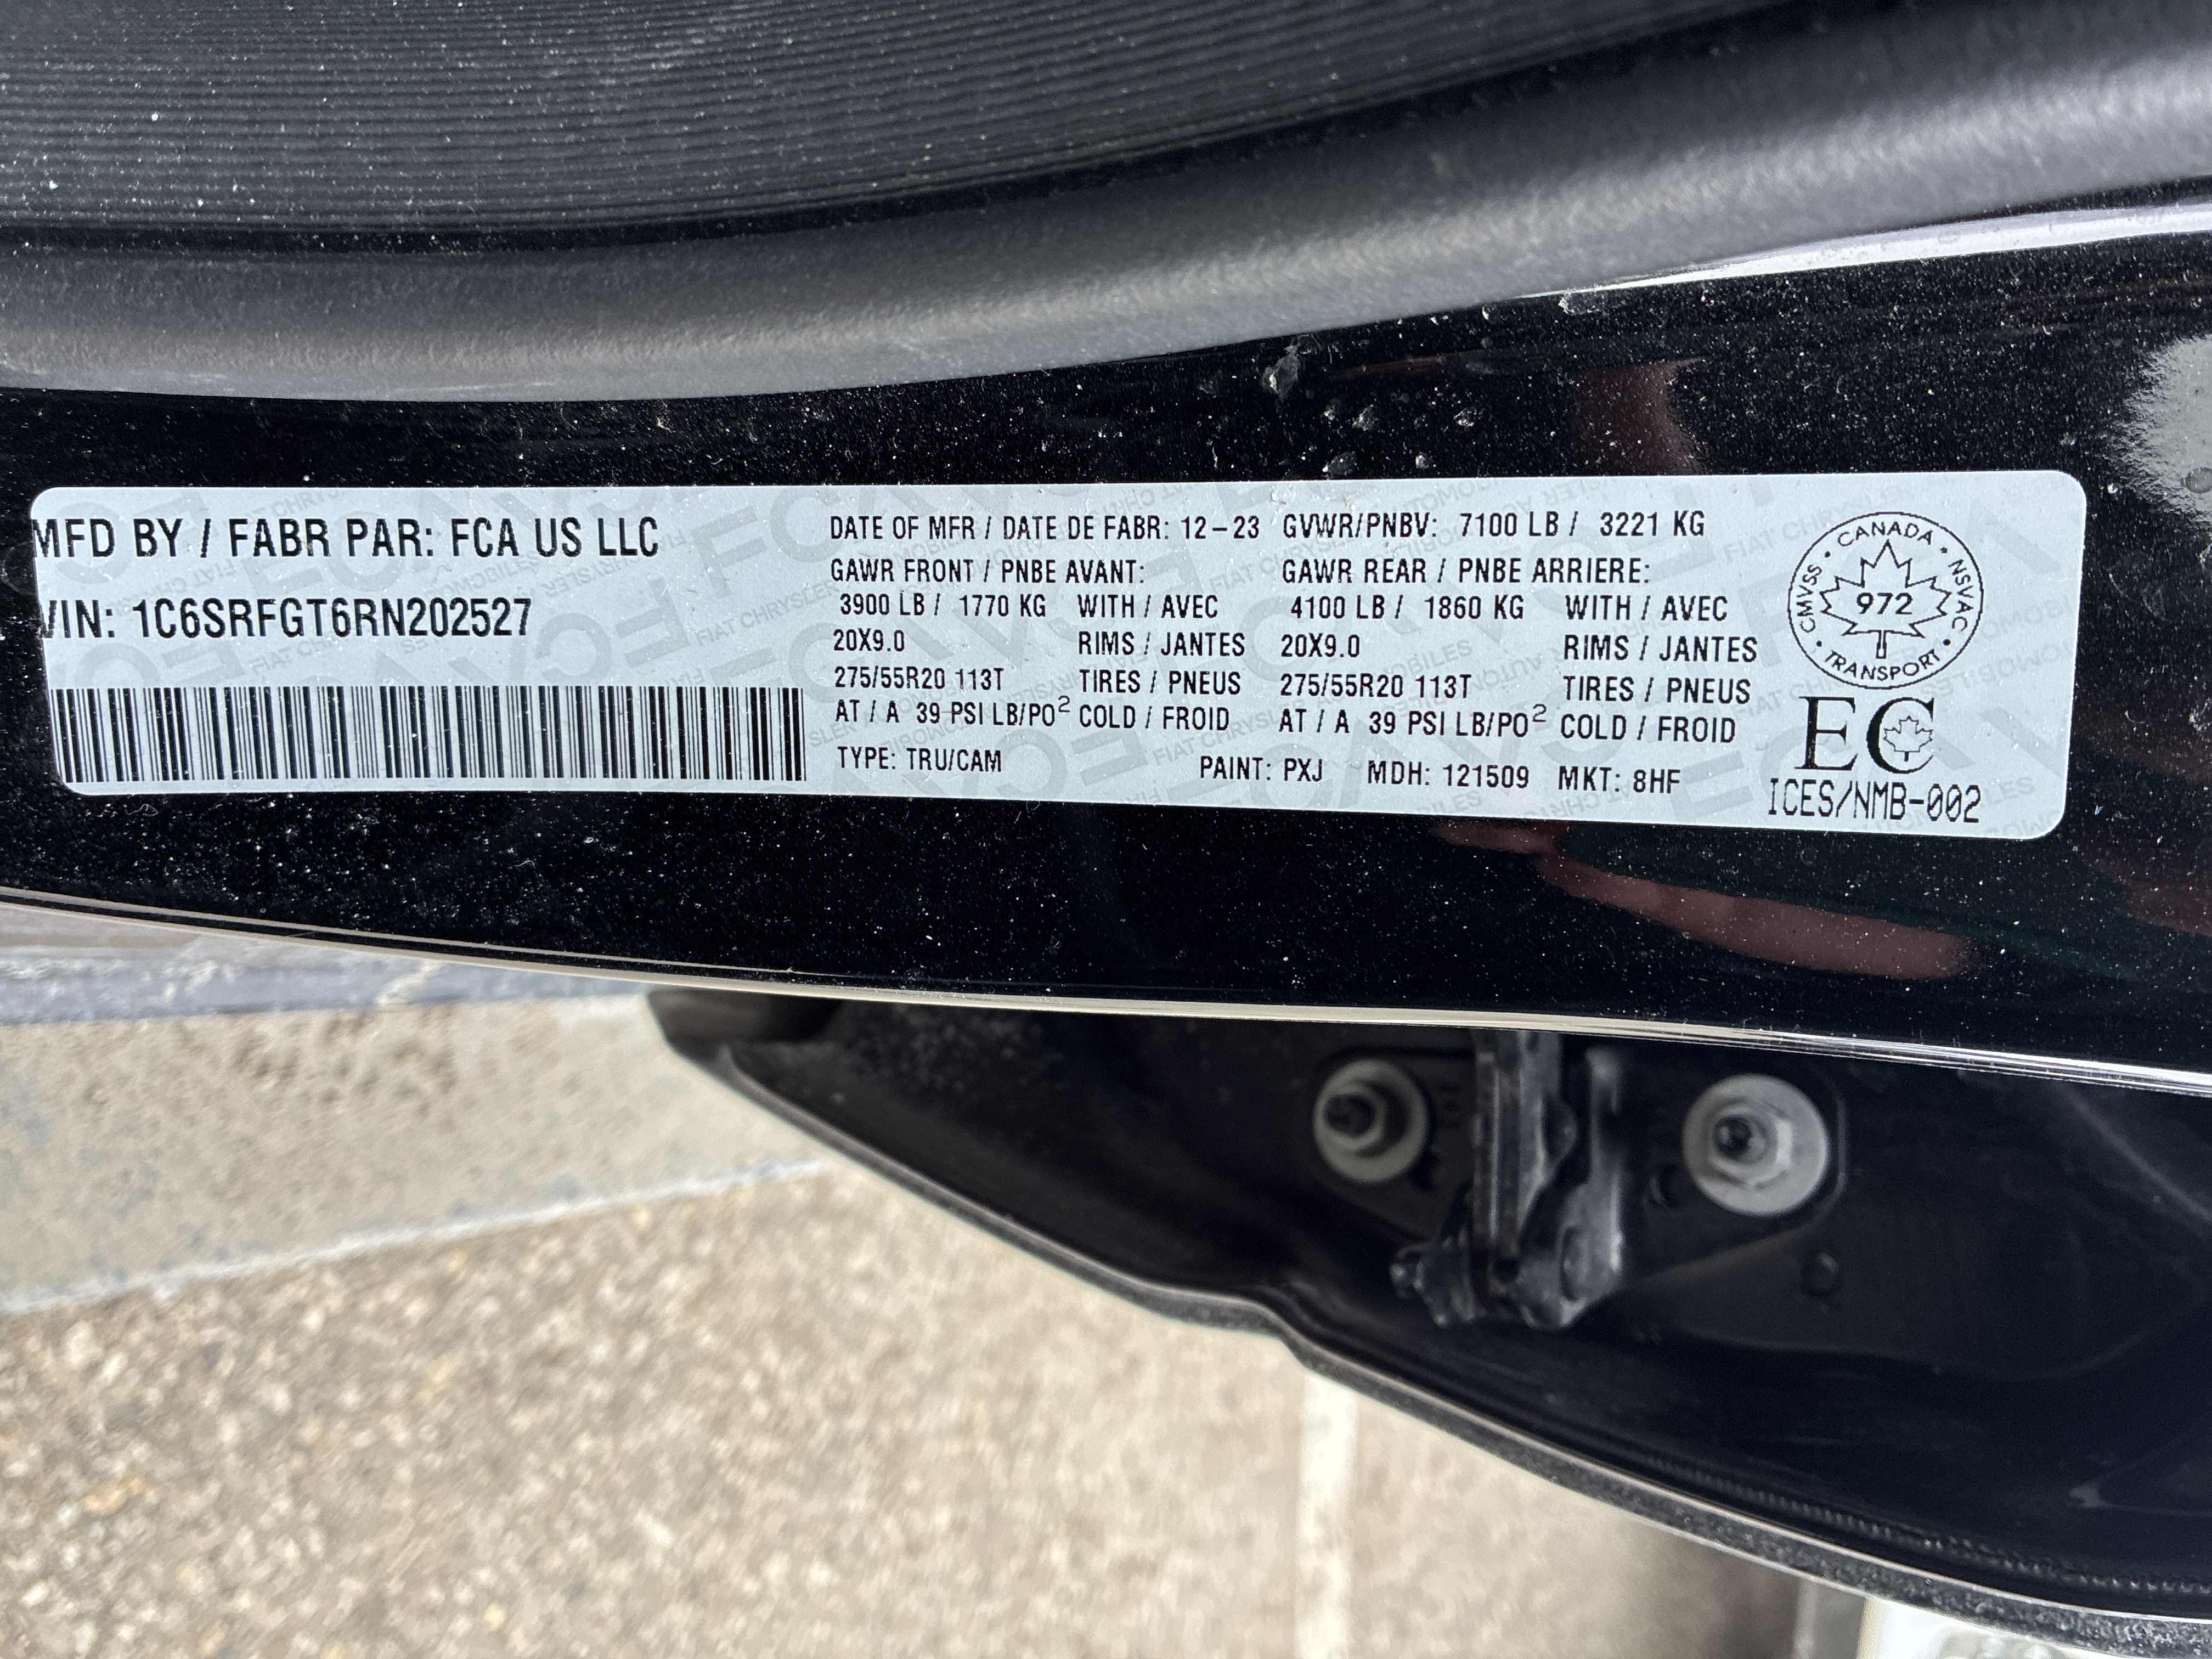 MFD BY / FABR PAR: FCA US LLC
VIN: 1C6SRFGT6RN202527
DATE OF MFR / DATE DE FABR: 12-23 GVWR/PNBV: 7100 LB / 3221 KG
GAWR FRONT / PNBE AVANT: GAWR REAR / PNBE ARRIERE:
3900 LB / 1770 KG WITH / AVEC 4100 LB / 1860 KG WITH / AVEC
20X9.0 RIMS / JANTES 20X9.0 RIMS / JANTES
275/55R20 113T TIRES / PNEUS 275/55R20 113T TIRES / PNEUS
AT / A 39 PSI LB/PO² COLD / FROID AT / A 39 PSI LB/PO² COLD / FROID
TYPE: TRU/CAM PAINT: PXJ MDH: 121509 MKT: 8HF
CANADA
CMVSS 972 NSVAC
TRANSPORT
EC
ICES/NMB-002